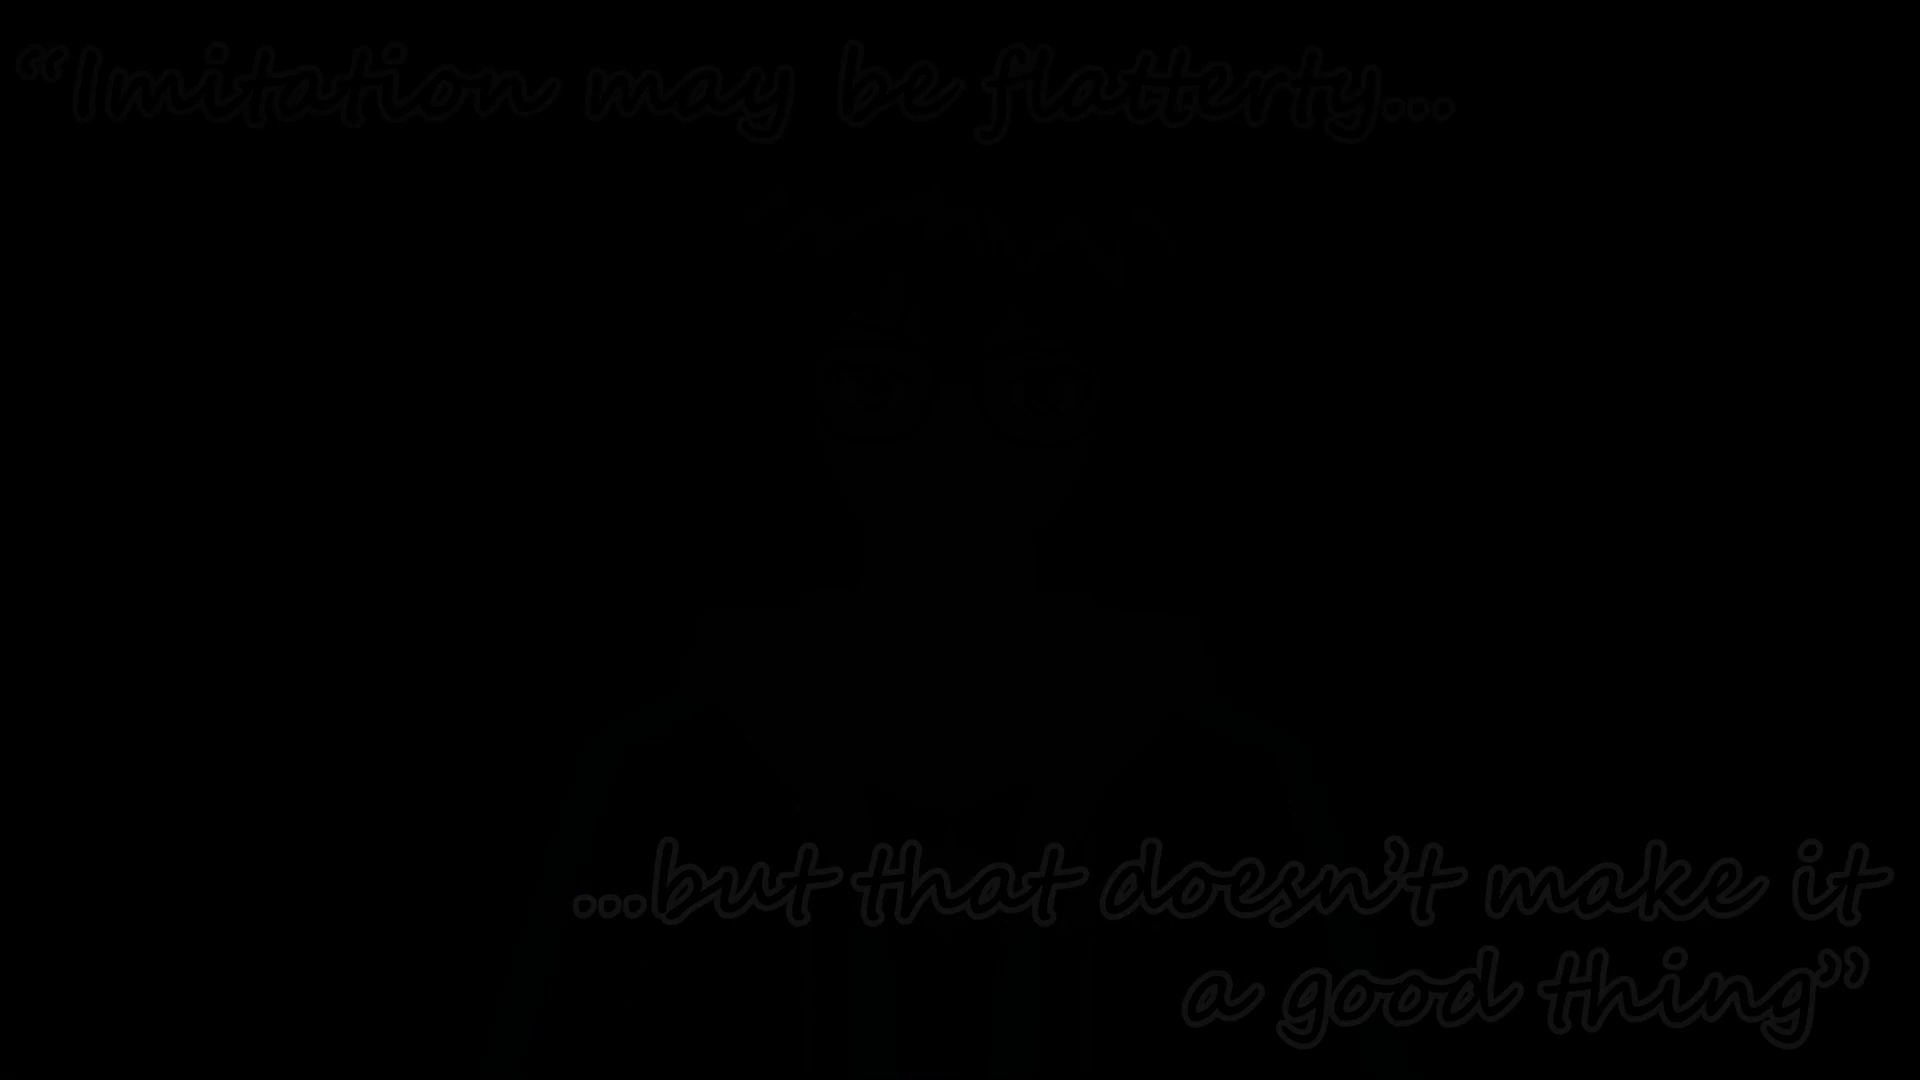 “Imitation may be flatterty...
...but that doesn't make it
a good thing”